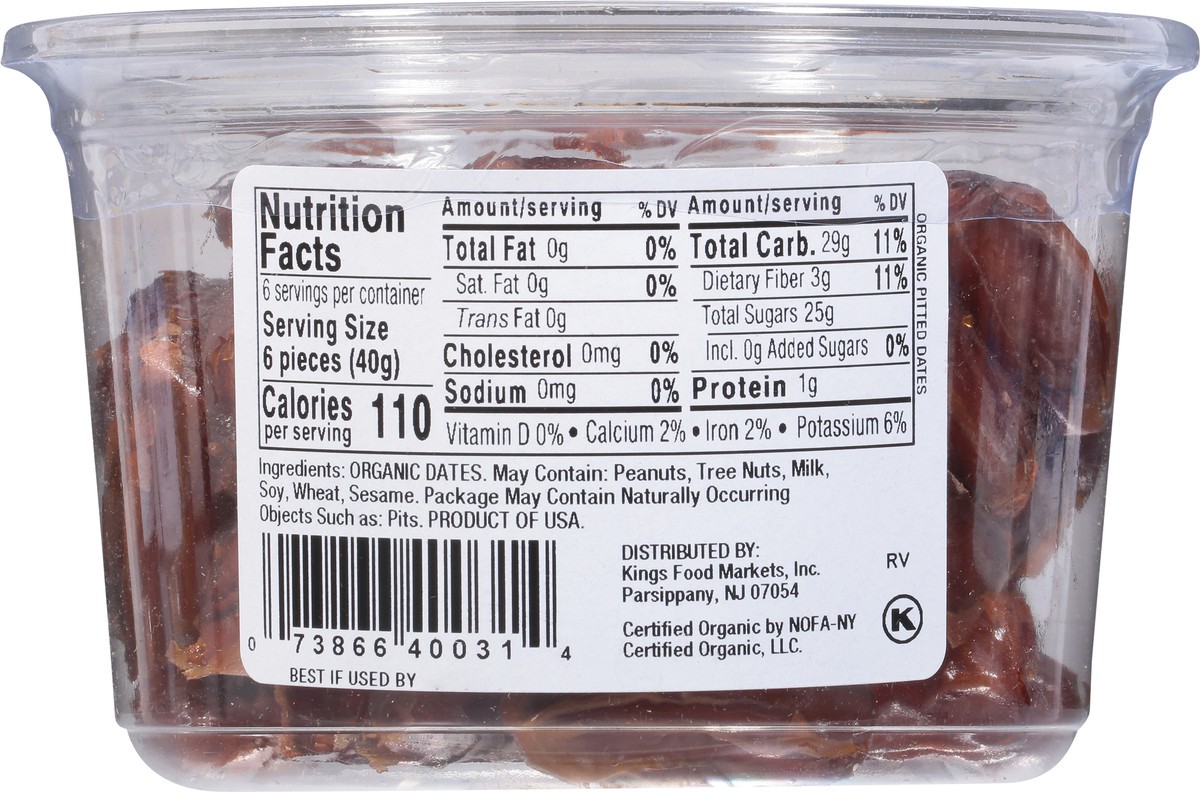 Nutrition
Facts
6 servings per container
Serving Size
6 pieces (40g)
Calories 110
per serving
Amount/serving % DV
Total Fat 0g 0%
Sat. Fat 0g 0%
Trans Fat 0g
Cholesterol 0mg 0%
Sodium 0mg 0%
Amount/serving % DV
Total Carb. 29g 11%
Dietary Fiber 3g 11%
Total Sugars 25g
Incl. 0g Added Sugars 0%
Protein 1g
Vitamin D 0% • Calcium 2% • Iron 2% • Potassium 6%
ORGANIC PITTED DATES
Ingredients: ORGANIC DATES. May Contain: Peanuts, Tree Nuts, Milk,
Soy, Wheat, Sesame. Package May Contain Naturally Occurring
Objects Such as: Pits. PRODUCT OF USA.
0 73866 40031 4
BEST IF USED BY
DISTRIBUTED BY:
Kings Food Markets, Inc.
Parsippany, NJ 07054
Certified Organic by NOFA-NY
Certified Organic, LLC.
RV
K